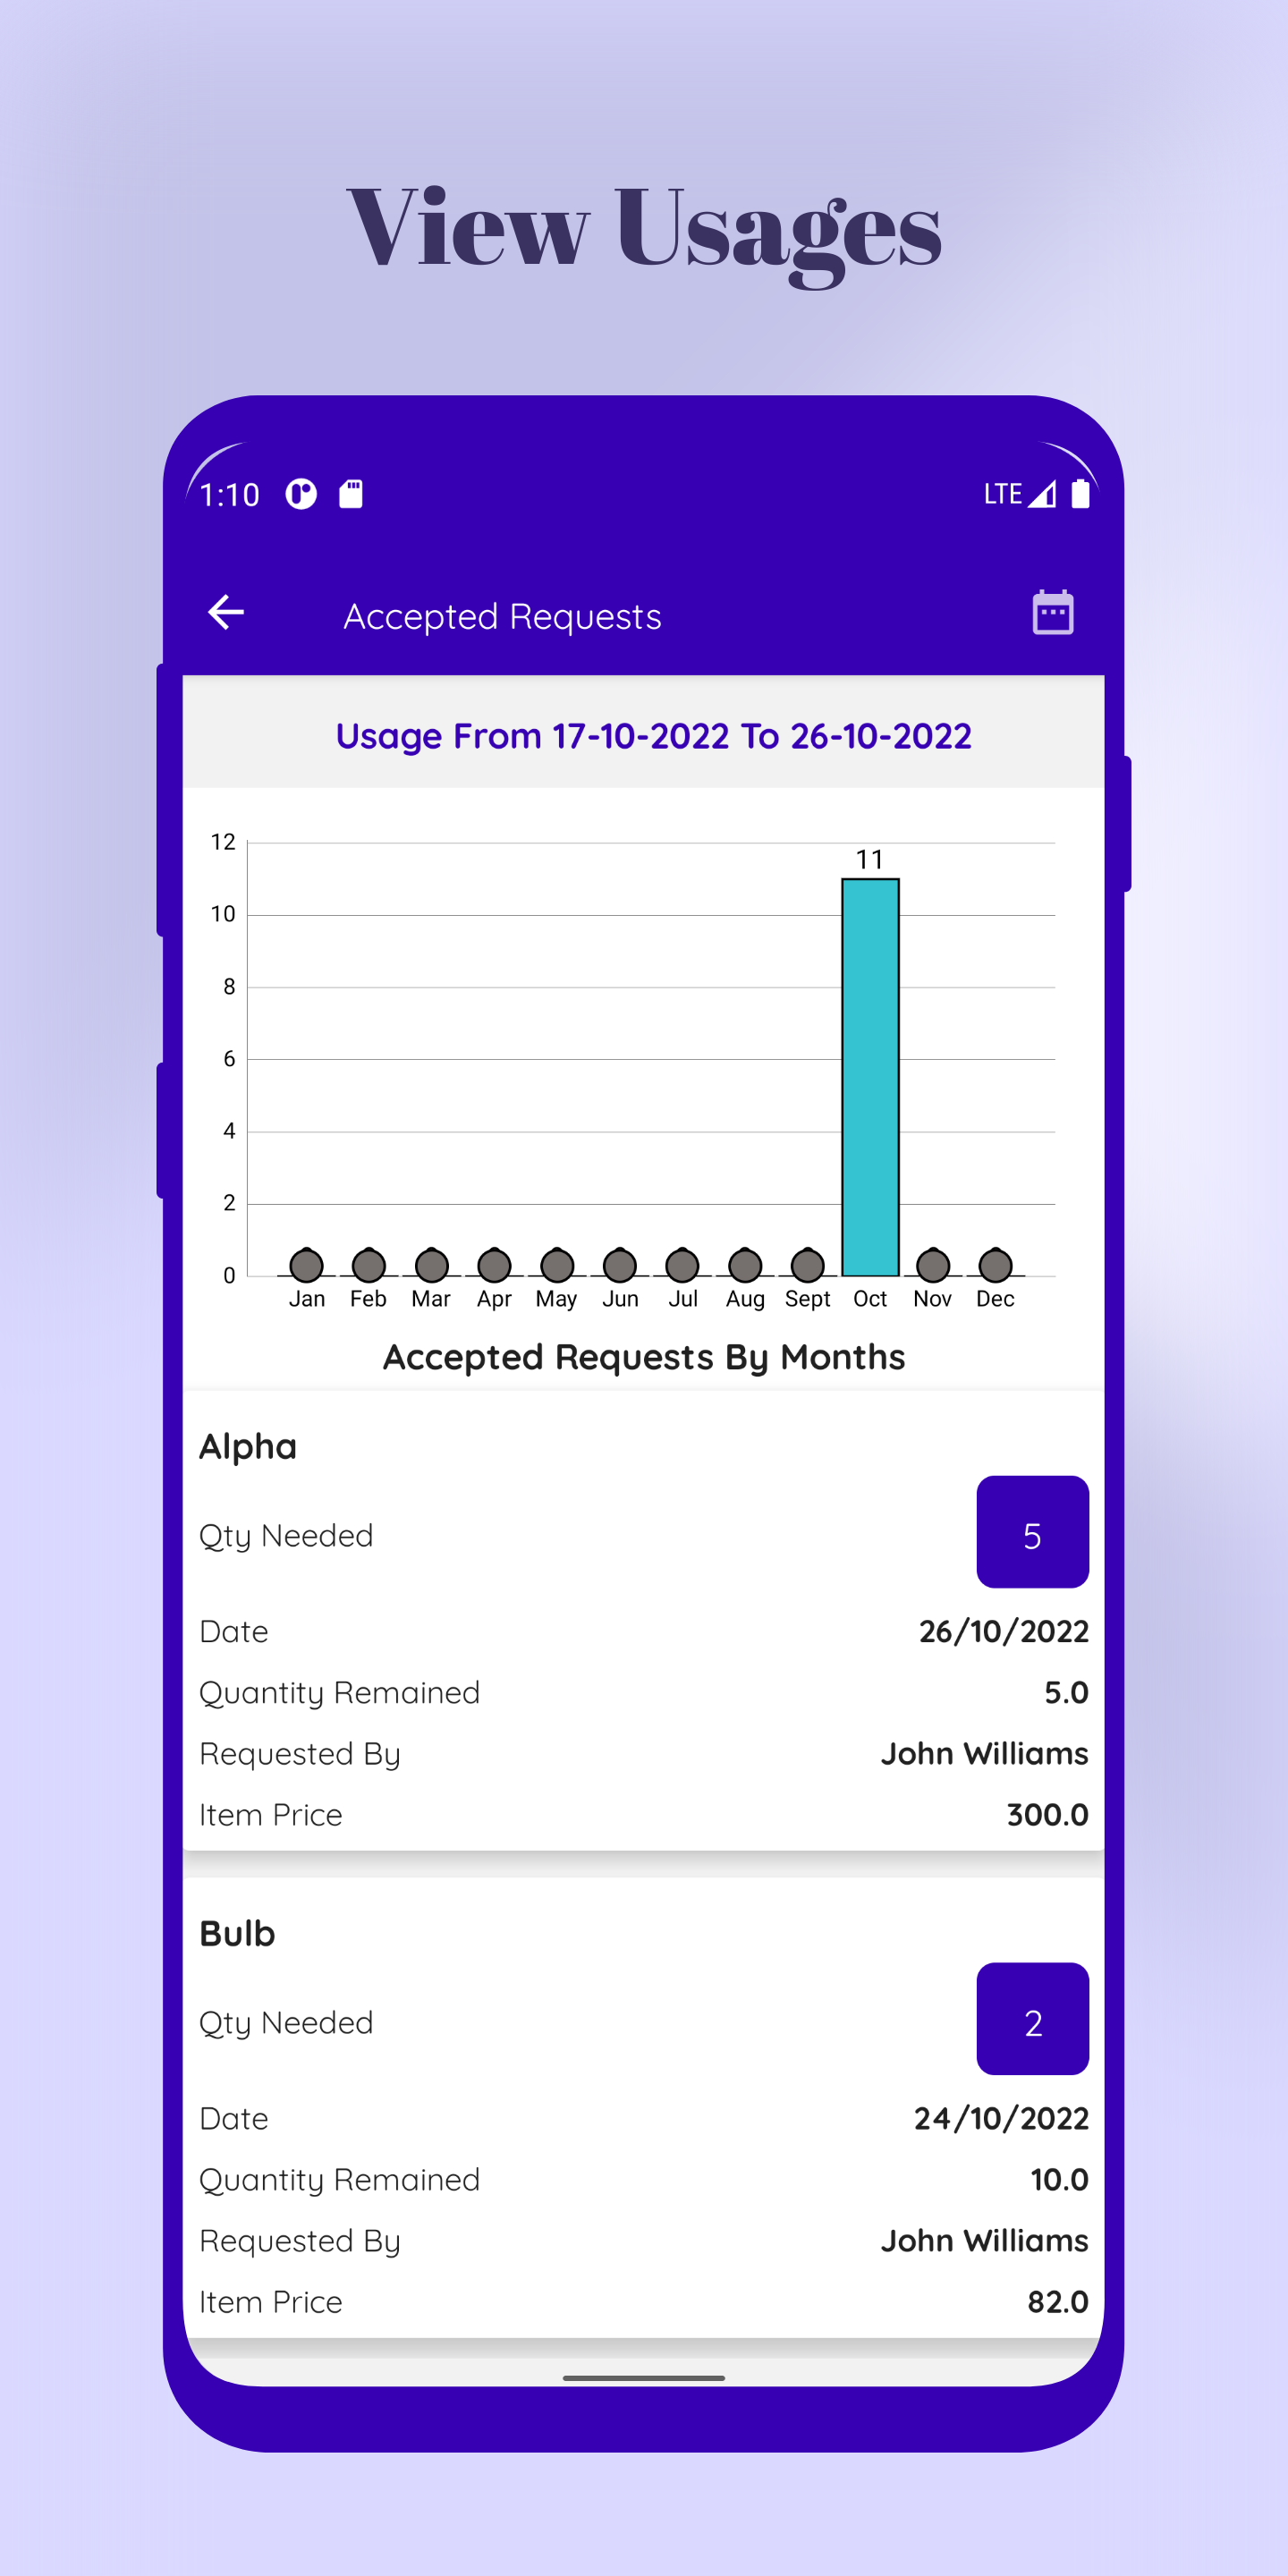 View Usages
1:10 LTE
Accepted Requests
Usage From 17-10-2022 To 26-10-2022
12
11
10
8
6
4
2
0
Jan Feb Mar Apr May Jun Jul Aug Sept Oct Nov Dec
Accepted Requests By Months
Alpha
Qty Needed 5
Date 26/10/2022
Quantity Remained 5.0
Requested By John Williams
Item Price 300.0
Bulb
Qty Needed 2
Date 24/10/2022
Quantity Remained 10.0
Requested By John Williams
Item Price 82.0